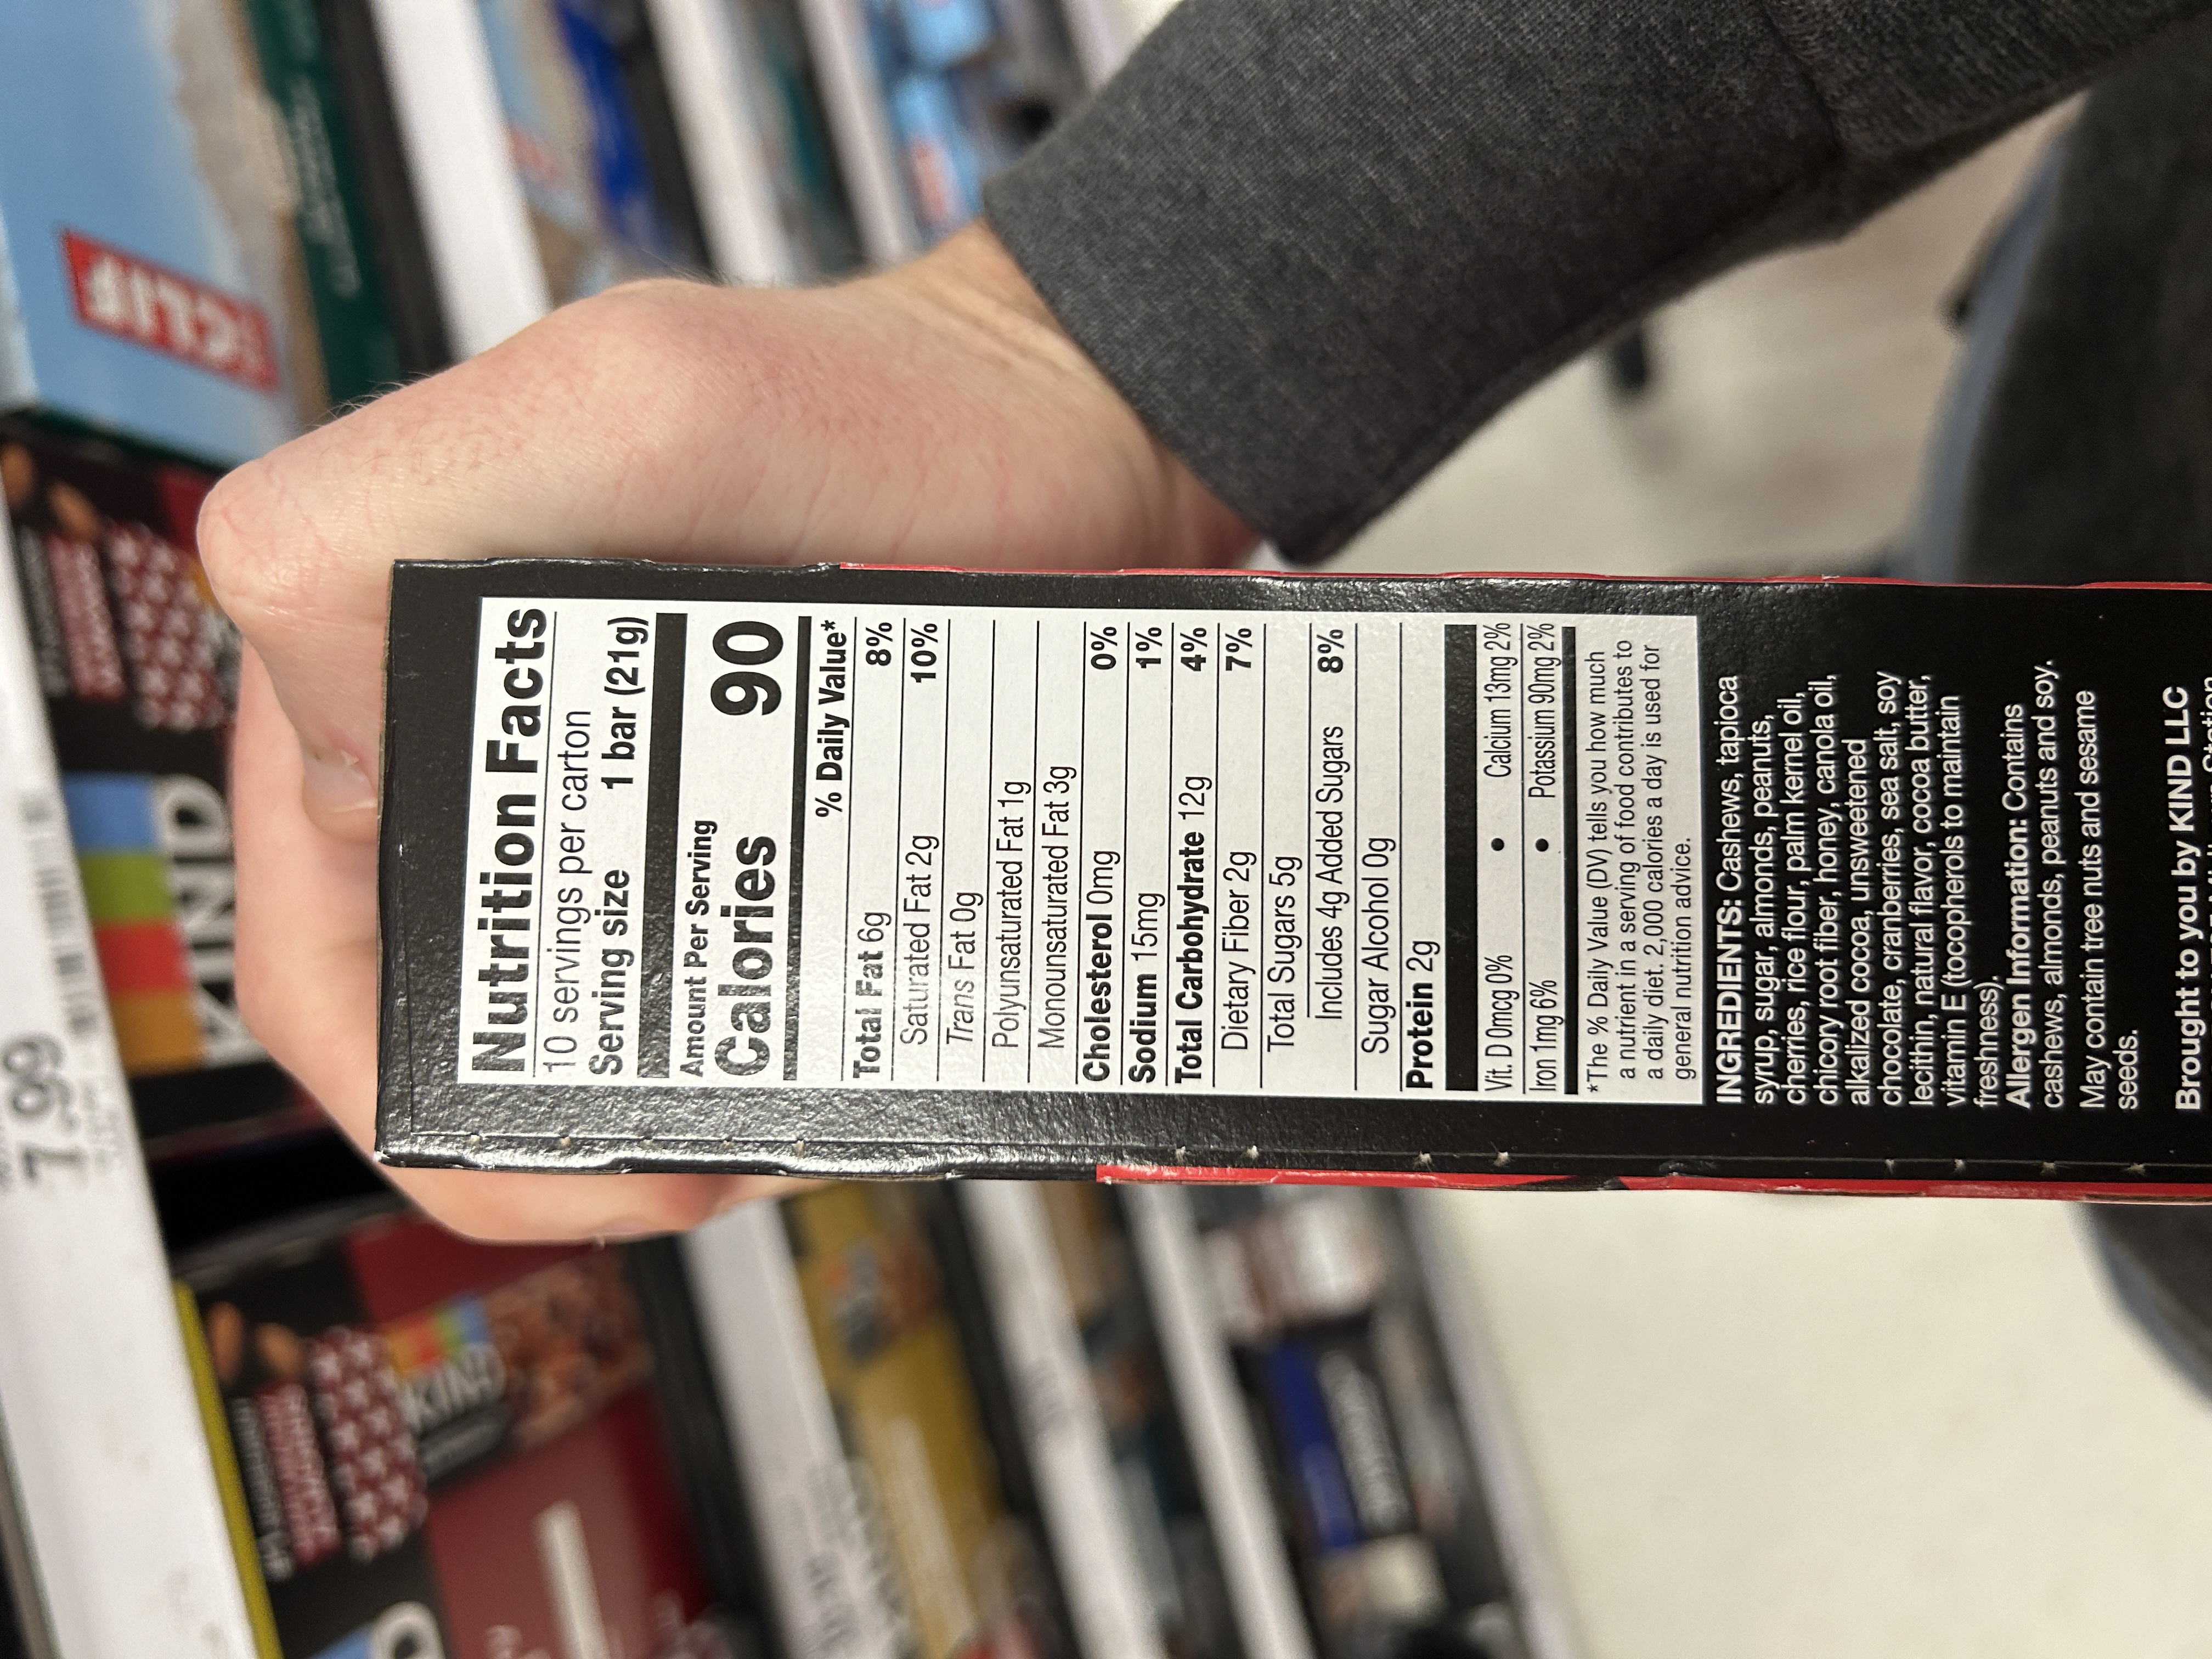 7.99
KIND
CLIF
ALMONDS
ALMONDS
KIND
Nutrition Facts
10 servings per carton
Serving size 1 bar (21g)
Amount Per Serving
Calories 90
% Daily Value*
Total Fat 6g 8%
Saturated Fat 2g 10%
Trans Fat 0g
Polyunsaturated Fat 1g
Monounsaturated Fat 3g
Cholesterol 0mg 0%
Sodium 15mg 1%
Total Carbohydrate 12g 4%
Dietary Fiber 2g 7%
Total Sugars 5g
Includes 4g Added Sugars 8%
Sugar Alcohol 0g
Protein 2g
Vit. D 0mcg 0% • Calcium 13mg 2%
Iron 1mg 6% • Potassium 90mg 2%
*The % Daily Value (DV) tells you how much
a nutrient in a serving of food contributes to
a daily diet. 2,000 calories a day is used for
general nutrition advice.
INGREDIENTS: Cashews, tapioca
syrup, sugar, almonds, peanuts,
cherries, rice flour, palm kernel oil,
chicory root fiber, honey, canola oil,
alkalized cocoa, unsweetened
chocolate, cranberries, sea salt, soy
lecithin, natural flavor, cocoa butter,
vitamin E (tocopherols to maintain
freshness).
Allergen Information: Contains
cashews, almonds, peanuts and soy.
May contain tree nuts and sesame
seeds.
Brought to you by KIND LLC
Station